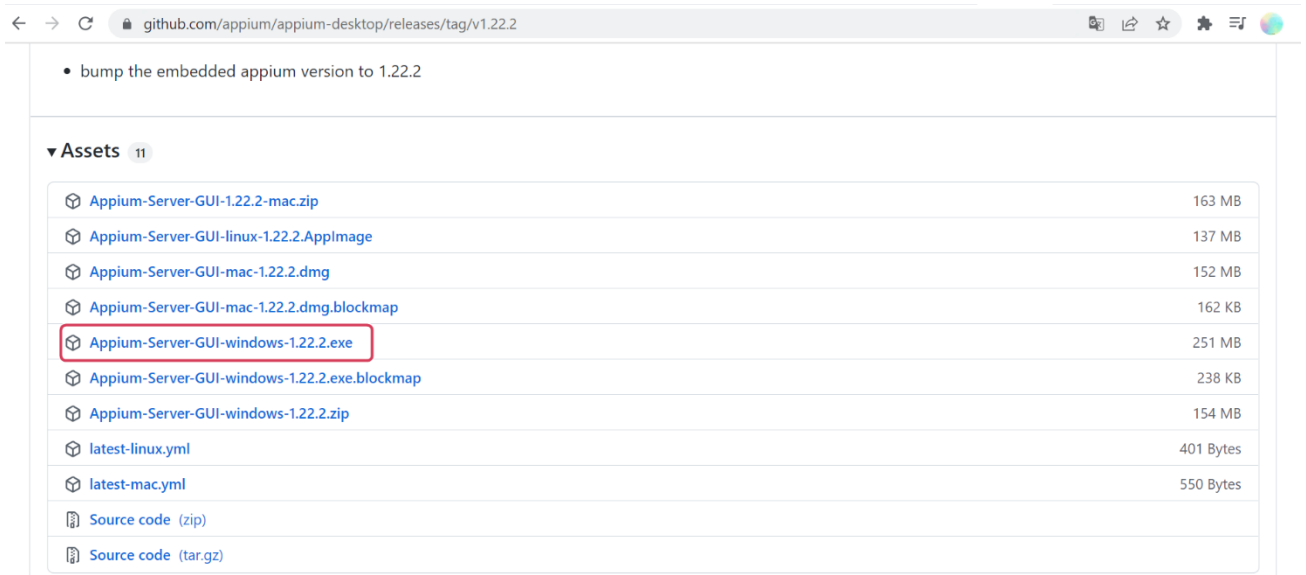 github.com/appium/appium-desktop/releases/tag/v1.22.2
bump the embedded appium version to 1.22.2
Assets 11
Appium-Server-GUI-1.22.2-mac.zip 163 MB
Appium-Server-GUI-linux-1.22.2.AppImage 137 MB
Appium-Server-GUI-mac-1.22.2.dmg 152 MB
Appium-Server-GUI-mac-1.22.2.dmg.blockmap 162 KB
Appium-Server-GUI-windows-1.22.2.exe 251 MB
Appium-Server-GUI-windows-1.22.2.exe.blockmap 238 KB
Appium-Server-GUI-windows-1.22.2.zip 154 MB
latest-linux.yml 401 Bytes
latest-mac.yml 550 Bytes
Source code (zip)
Source code (tar.gz)